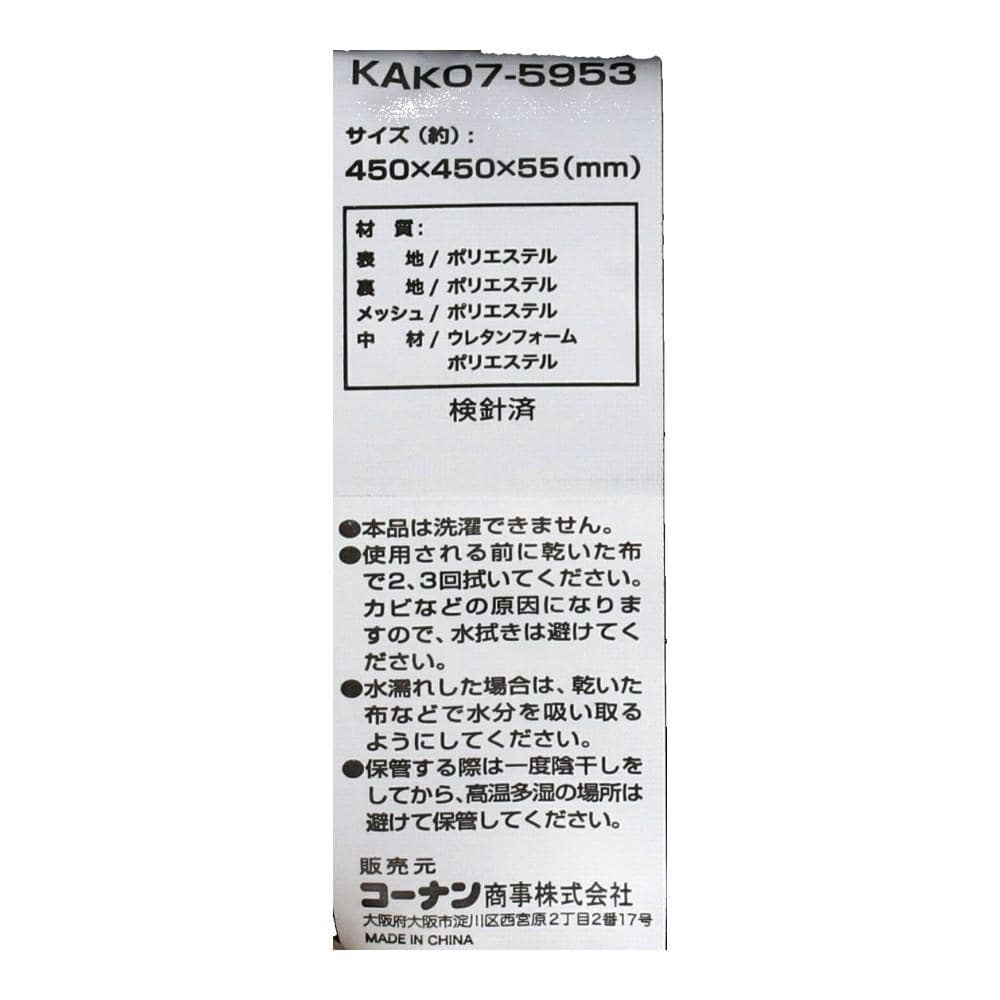 KAK07-5953
サイズ（約）:
450×450×55(mm)
材 質:
表 地/ポリエステル
裏 地/ポリエステル
メッシュ/ポリエステル
中 材/ウレタンフォーム
ポリエステル
検針済
●本品は洗濯できません。
●使用される前に乾いた布
で2、3回拭いてください。
カビなどの原因になりま
すので、水拭きは避けてく
ださい。
●水濡れした場合は、乾いた
布などで水分を吸い取る
ようにしてください。
●保管する際は一度陰干しを
してから、高温多湿の場所は
避けて保管してください。
販売元
コーナン商事株式会社
大阪府大阪市淀川区西宮原2丁目2番17号
MADE IN CHINA